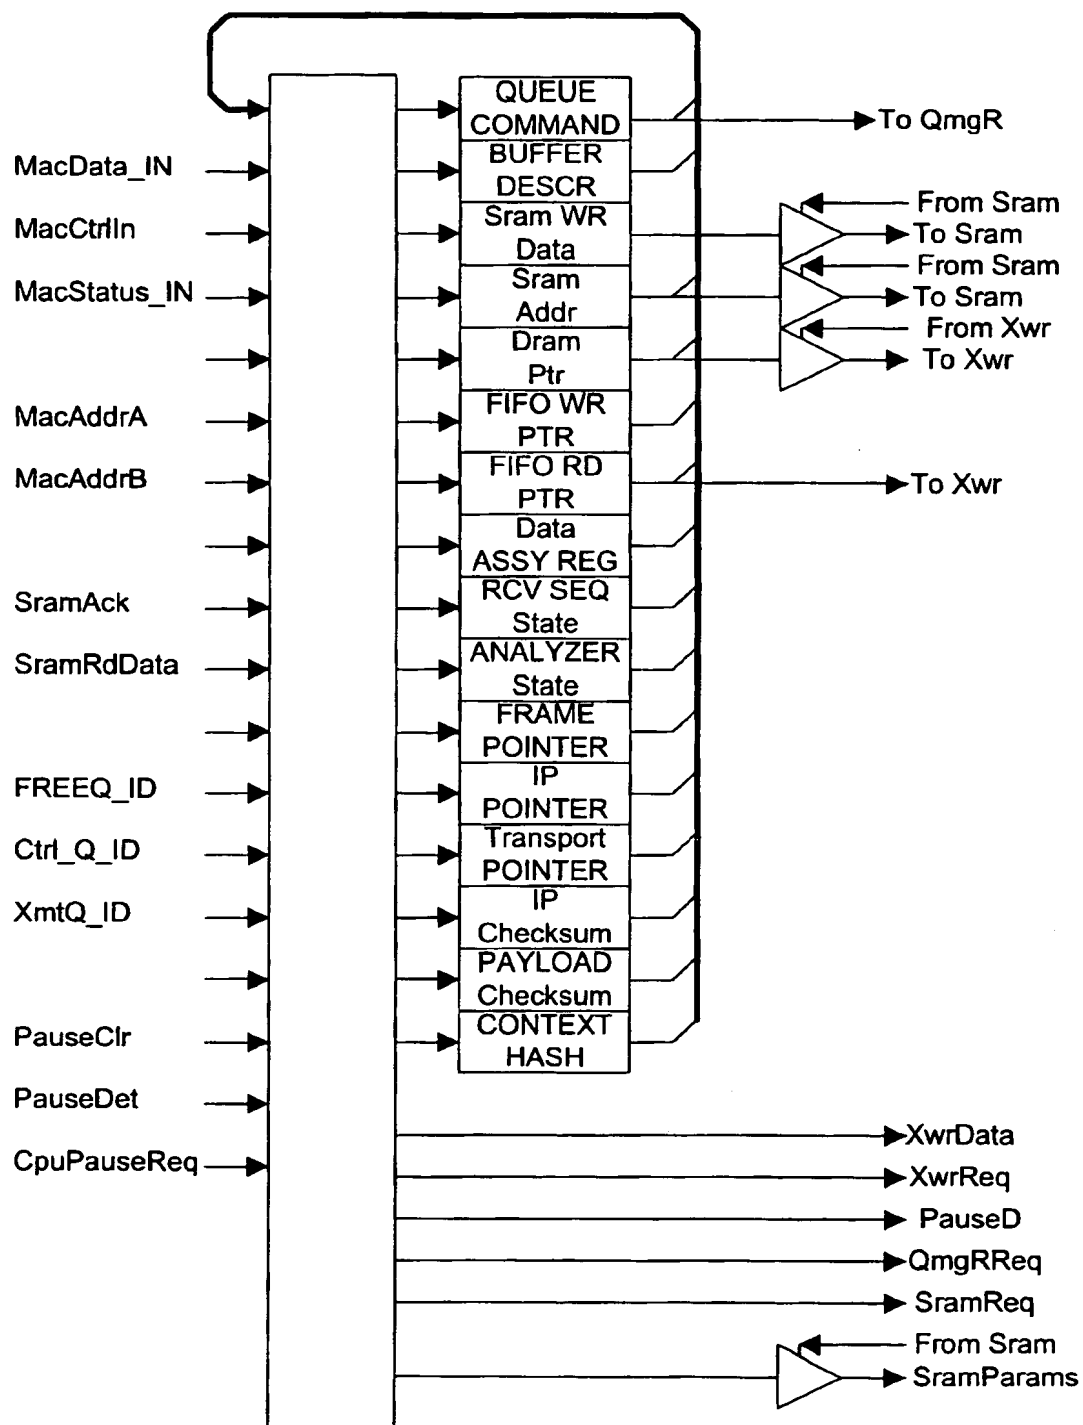 QUEUE
COMMAND
To QmgR
MacData_IN
BUFFER
DESCR
From Sram
MacCtrlIn
Sram WR
Data
To Sram
From Sram
MacStatus_IN
Sram
Addr
To Sram
From Xwr
Dram
Ptr
To Xwr
MacAddrA
FIFO WR
PTR
MacAddrB
FIFO RD
PTR
To Xwr
Data
ASSY REG
SramAck
RCV SEQ
State
SramRdData
ANALYZER
State
FRAME
POINTER
FREEQ_ID
IP
POINTER
Ctrl_Q_ID
Transport
POINTER
XmtQ_ID
IP
Checksum
PAYLOAD
Checksum
PauseClr
CONTEXT
HASH
PauseDet
XwrData
CpuPauseReq
XwrReq
PauseD
QmgRReq
SramReq
From Sram
SramParams